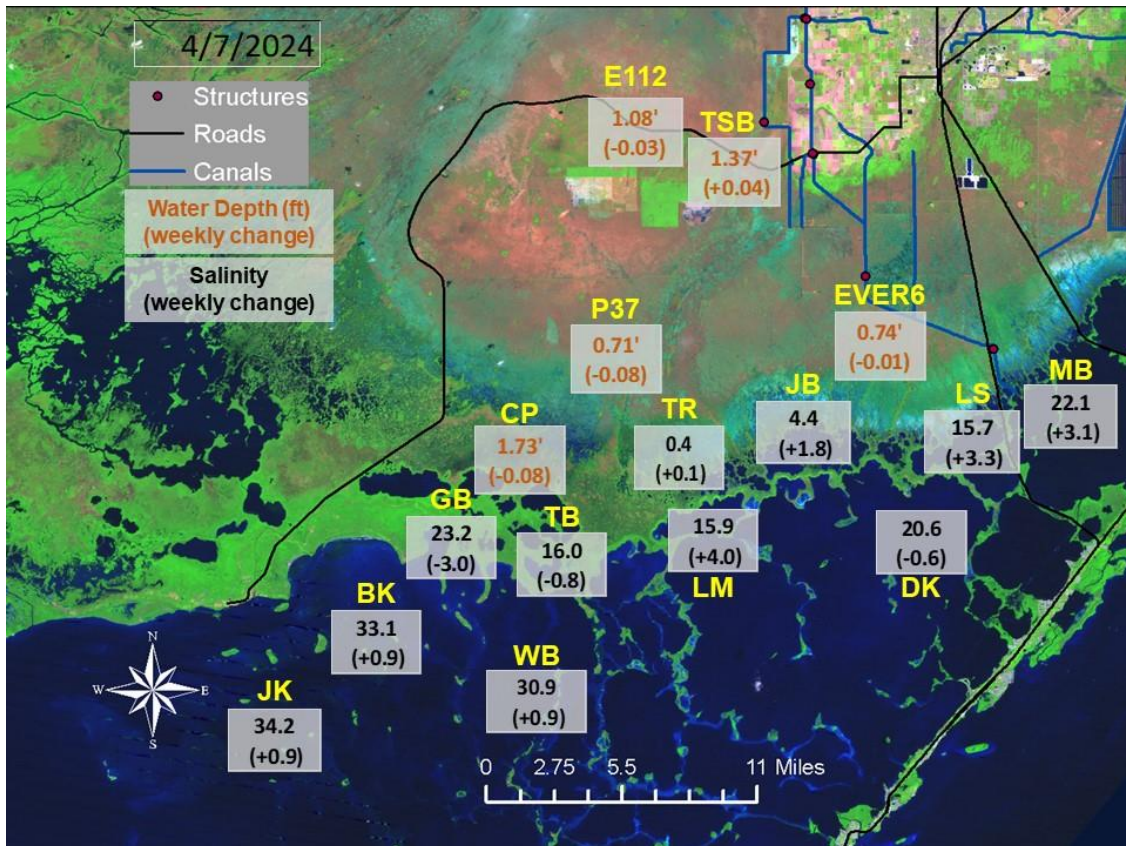 4/7/2024
Structures
Roads
Canals
Water Depth (ft)
(weekly change)
Salinity
(weekly change)
E112
1.08'
(-0.03)
TSB
1.37'
(+0.04)
P37
0.71'
(-0.08)
EVER6
0.74'
(-0.01)
CP
1.73'
(-0.08)
TR
0.4
(+0.1)
JB
4.4
(+1.8)
LS
15.7
(+3.3)
MB
22.1
(+3.1)
GB
23.2
(-3.0)
TB
16.0
(-0.8)
15.9
(+4.0)
LM
20.6
(-0.6)
DK
BK
33.1
(+0.9)
WB
30.9
(+0.9)
JK
34.2
(+0.9)
N
W E
S
0 2.75 5.5 11 Miles